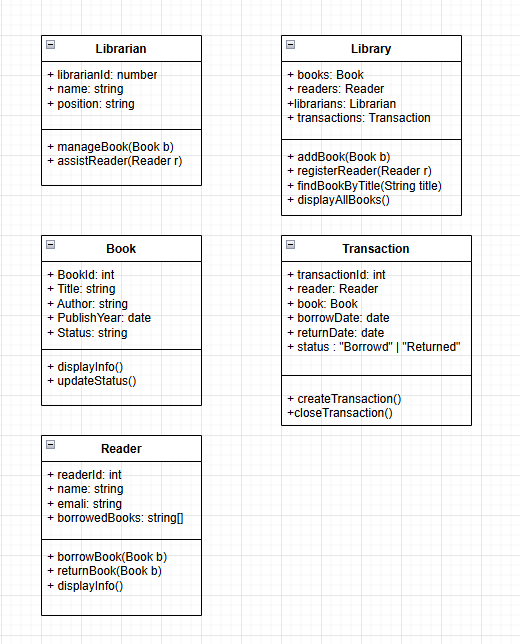 Librarian
+ librarianId: number
+ name: string
+ position: string
+ manageBook(Book b)
+ assistReader(Reader r)
Library
+ books: Book
+ readers: Reader
+librarians: Librarian
+ transactions: Transaction
+ addBook(Book b)
+ registerReader(Reader r)
+ findBookByTitle(String title)
+ displayAllBooks()
Book
+ BookId: int
+ Title: string
+ Author: string
+ PublishYear: date
+ Status: string
+ displayInfo()
+ updateStatus()
Transaction
+ transactionId: int
+ reader: Reader
+ book: Book
+ borrowDate: date
+ returnDate: date
+ status : "Borrowd" | "Returned"
+ createTransaction()
+closeTransaction()
Reader
+ readerId: int
+ name: string
+ emali: string
+ borrowedBooks: string[]
+ borrowBook(Book b)
+ returnBook(Book b)
+ displayInfo()